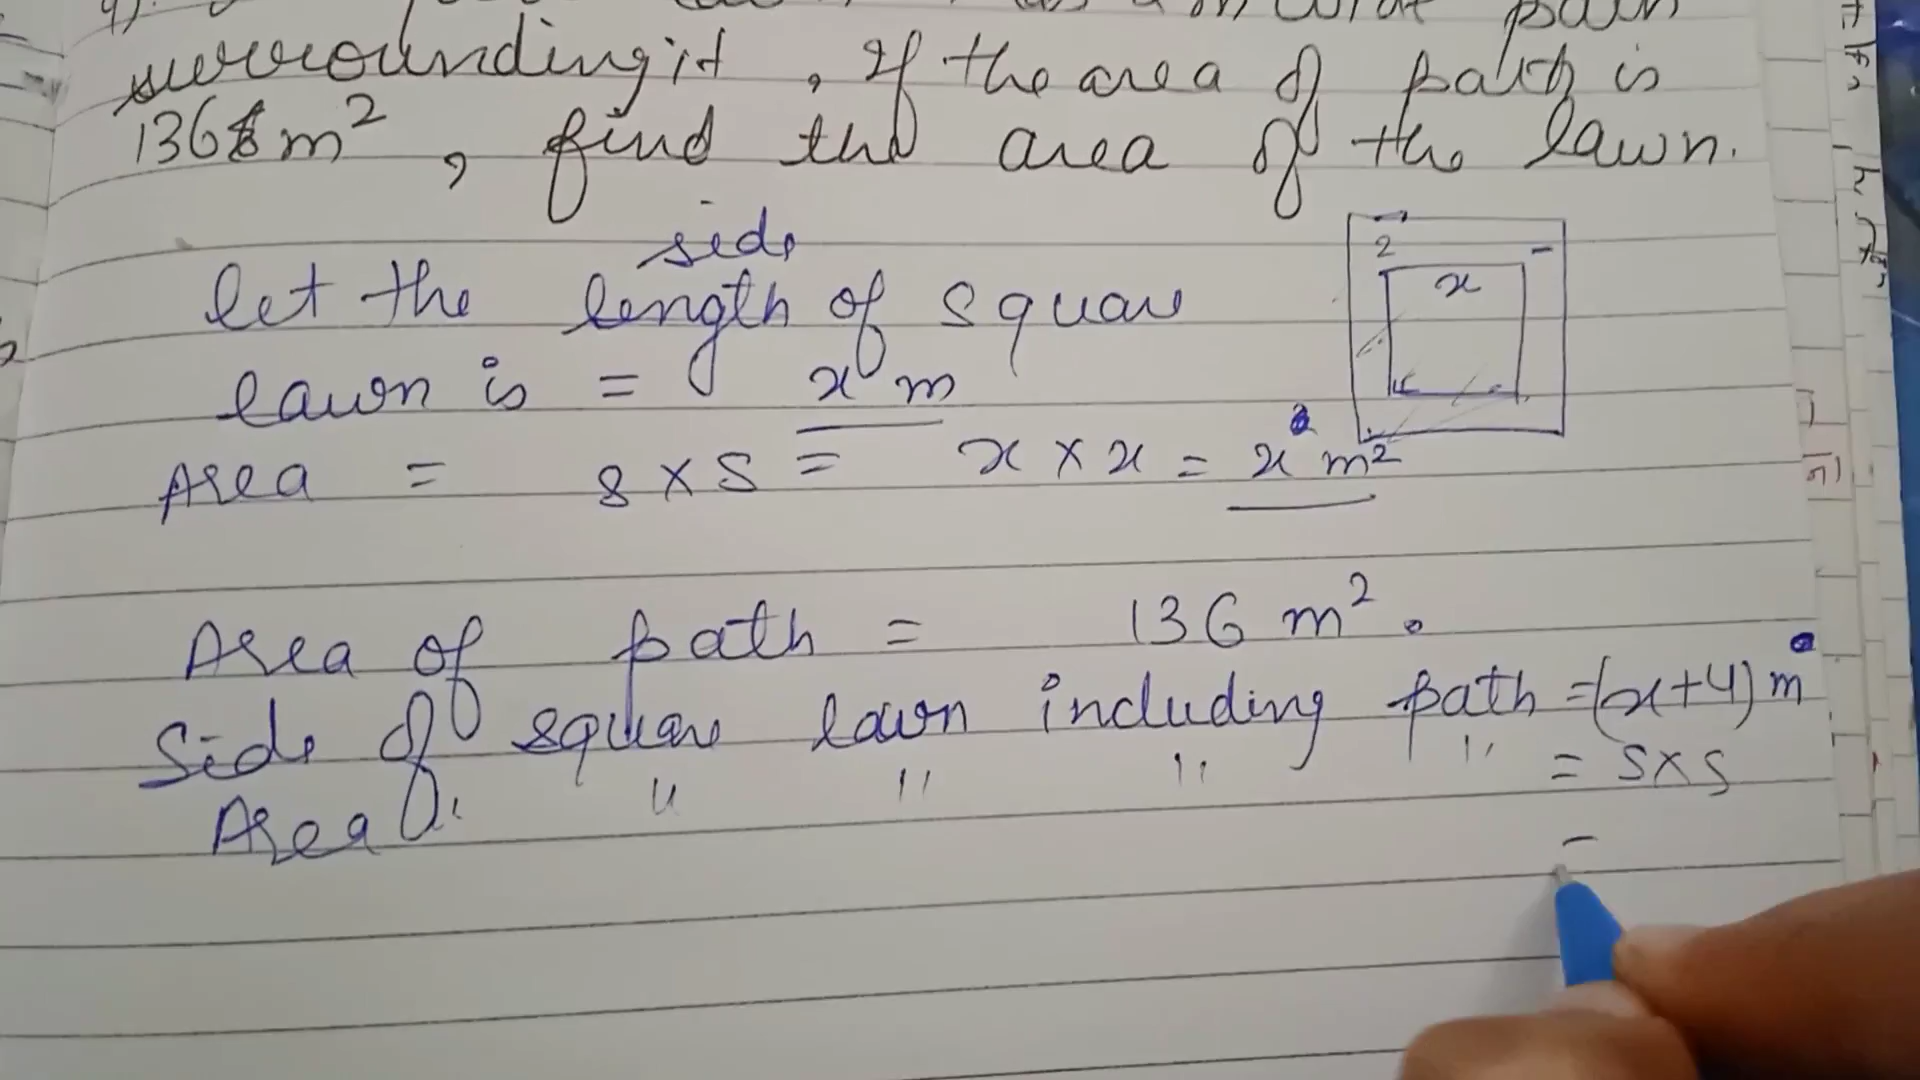 path
surrounding it, If the area of path is
136 m², find the area of the lawn.
side
let the length of square
lawn is = x m
2
x
Area = s × s = x × x = x² m²
Area of path = 136 m².
Side of square lawn including path = (x+4) m
Area " " " " " = s×s
=